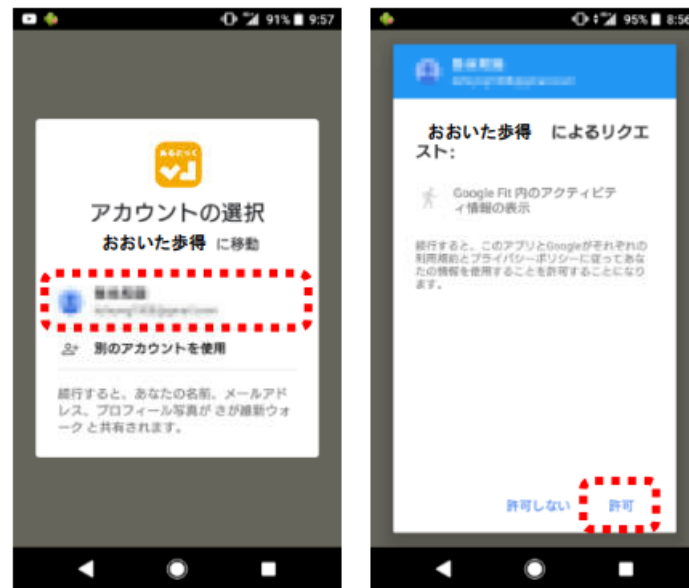 91% 9:57
あるにっく
アカウントの選択
おおいた歩得 に移動
別のアカウントを使用
続行すると、あなたの名前、メールアド
レス、プロフィール写真が さが維新ウォ
ーク と共有されます。
95% 8:56
おおいた歩得 によるリクエ
スト:
Google Fit 内のアクティビテ
ィ情報の表示
続行すると、このアプリとGoogleがそれぞれの
利用規約とプライバシーポリシーに従ってあな
たの情報を使用することを許可することになり
ます。
許可しない 許可